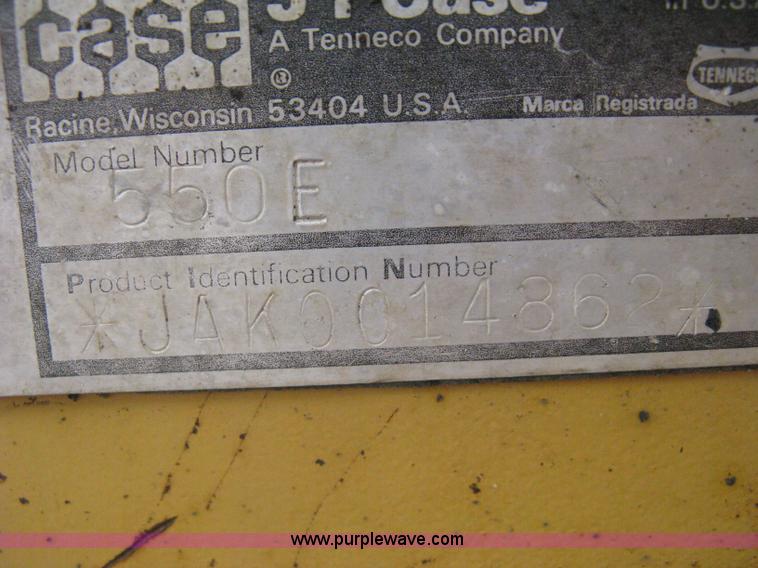 case J I Case
A Tenneco Company
®
Racine, Wisconsin 53404 U.S.A. Marca Registrada TENNECO
Model Number
550E
Product Identification Number
*JAK0014862*
www.purplewave.com